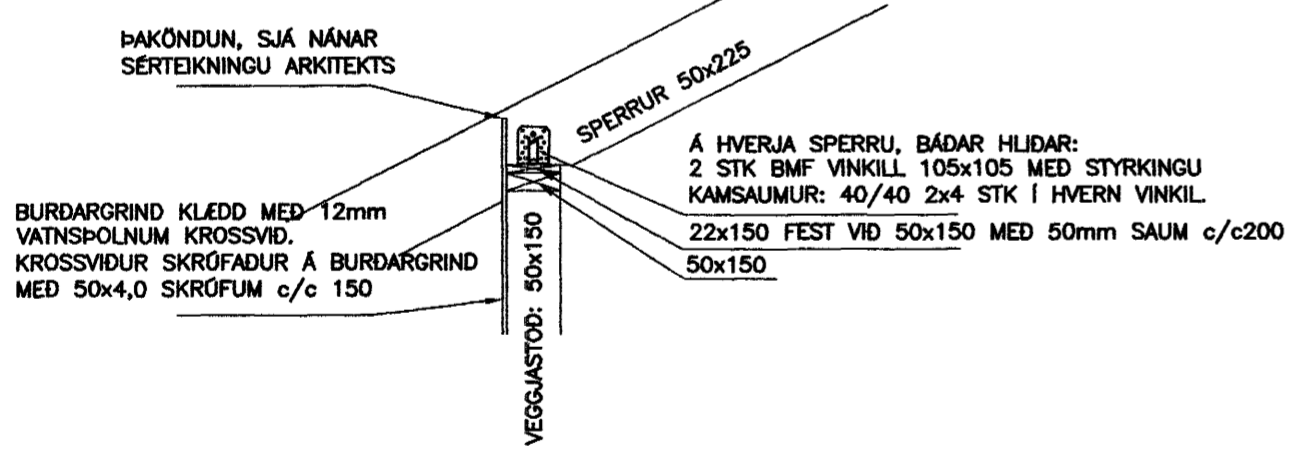 ÞAKÖNDUN, SJÁ NÁNAR
SÉRTEIKNINGU ARKITEKTS
SPERRUR 50x225
Á HVERJA SPERRU, BÁÐAR HLIÐAR:
2 STK BMF VINKILL 105x105 MEÐ STYRKINGU
KAMSAUMUR: 40/40 2x4 STK Í HVERN VINKIL.
22x150 FEST VIÐ 50x150 MEÐ 50mm SAUM c/c200
50x150
BURÐARGRIND KLÆDD MEÐ 12mm
VATNSÞOLNUM KROSSVIÐ.
KROSSVIÐUR SKRÚFAÐUR Á BURÐARGRIND
MEÐ 50x4,0 SKRÚFUM c/c 150
VEGGJASTOÐ: 50x150